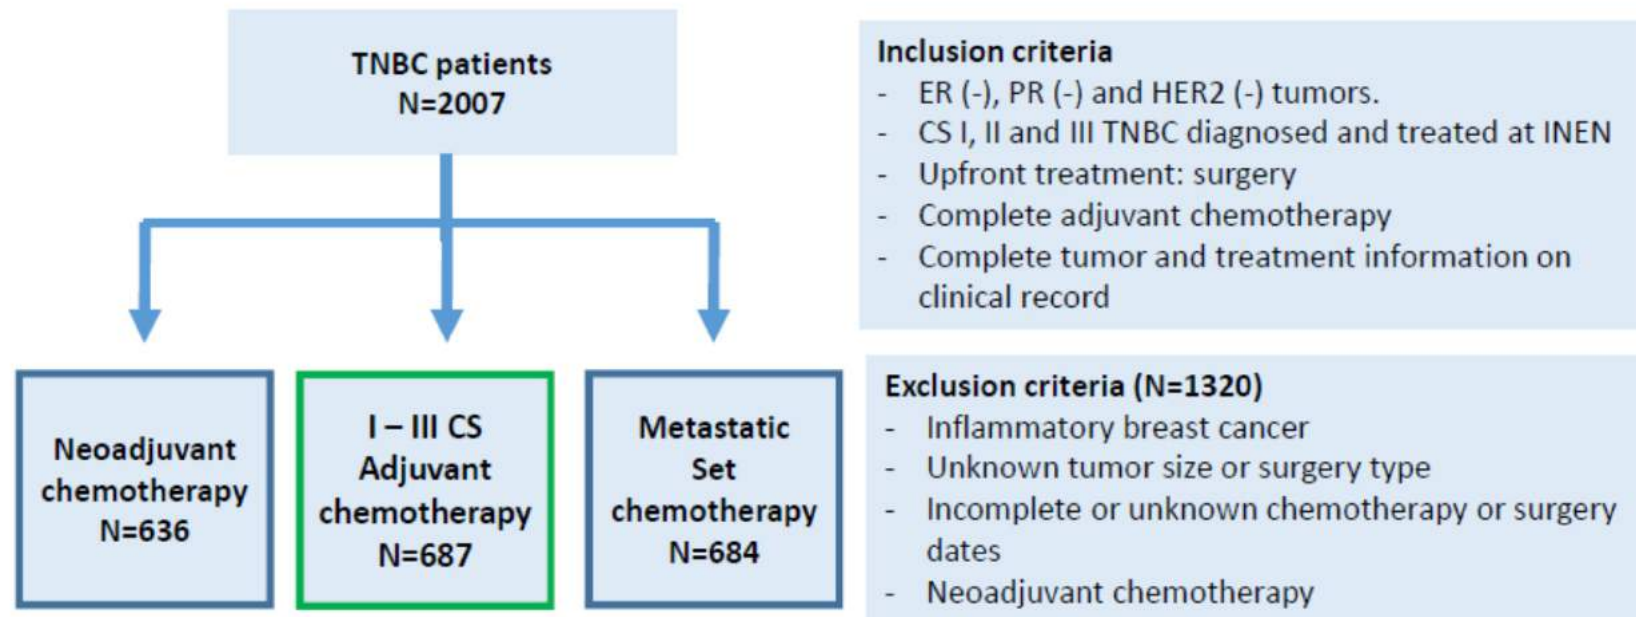 TNBC patients
N=2007
Inclusion criteria
- ER (-), PR (-) and HER2 (-) tumors.
- CS I, II and III TNBC diagnosed and treated at INEN
- Upfront treatment: surgery
- Complete adjuvant chemotherapy
- Complete tumor and treatment information on
clinical record
Neoadjuvant
chemotherapy
N=636
I – III CS
Adjuvant
chemotherapy
N=687
Metastatic
Set
chemotherapy
N=684
Exclusion criteria (N=1320)
- Inflammatory breast cancer
- Unknown tumor size or surgery type
- Incomplete or unknown chemotherapy or surgery
dates
- Neoadjuvant chemotherapy